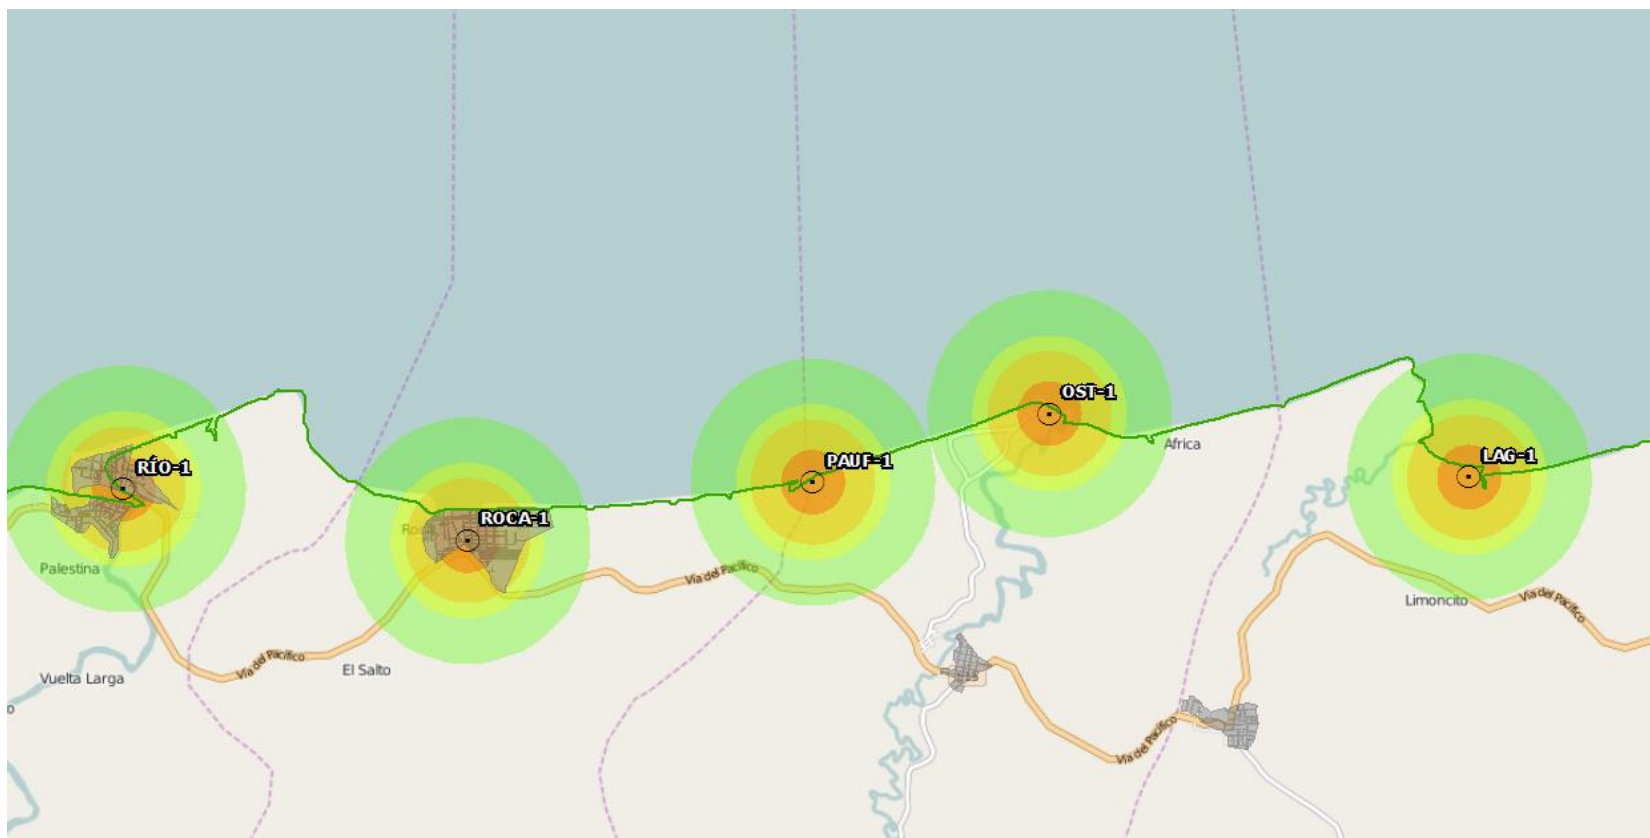 OST-1
Africa
RÍO-1
PAUF-1
LAG-1
ROCA-1
Palestina
Vía del Pacífico
Limoncito
Vía del Pacífico
Vía del Pacífico
El Salto
Vuelta Larga
o
Vía del Pacífico